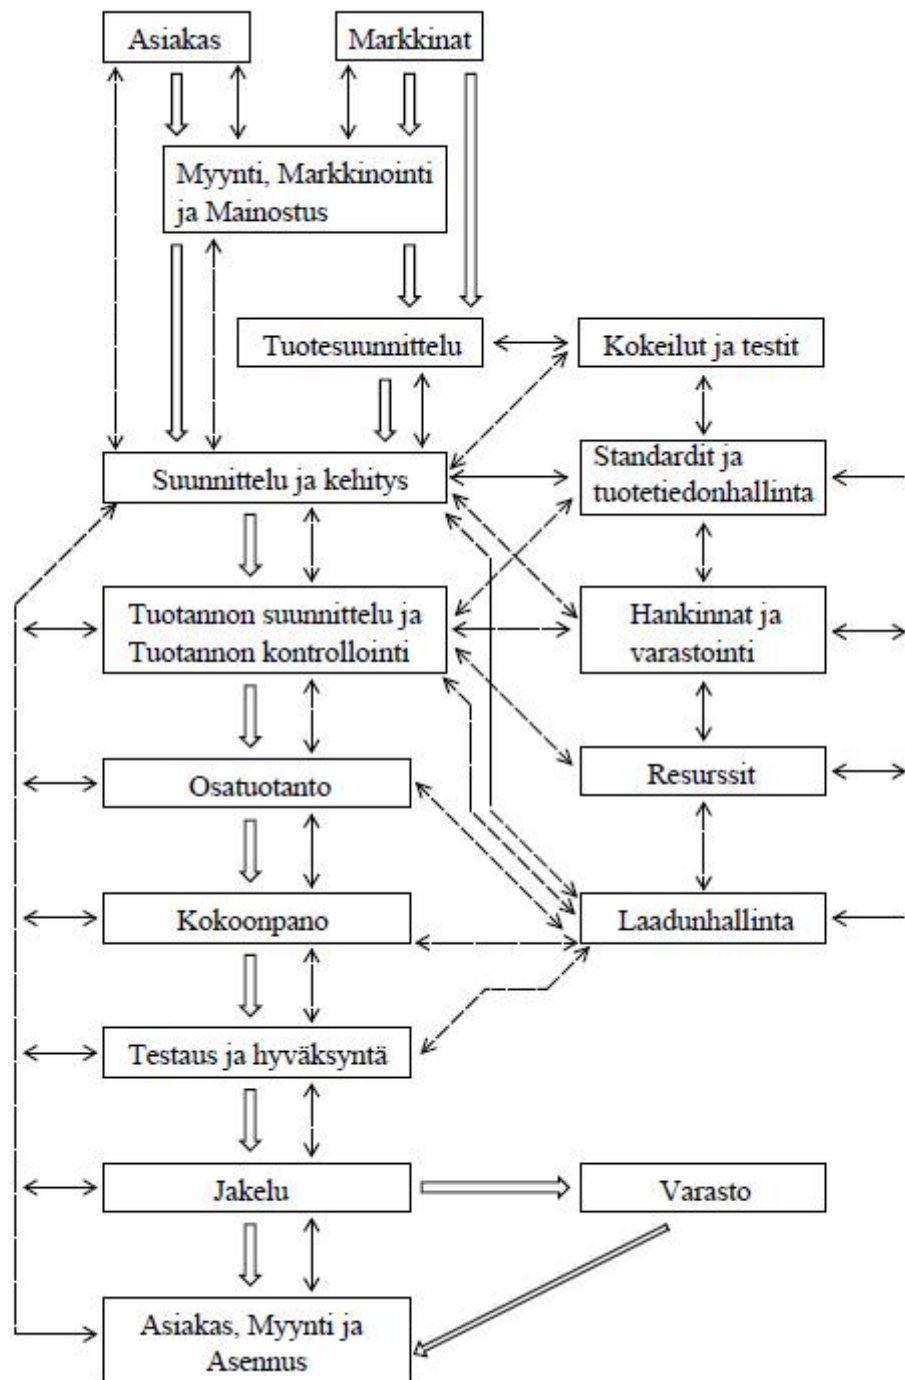 Asiakas
Markkinat
Myynti, Markkinointi
ja Mainostus
Tuotesuunnittelu
Kokeilut ja testit
Suunnittelu ja kehitys
Standardit ja
tuotetiedonhallinta
Tuotannon suunnittelu ja
Tuotannon kontrollointi
Hankinnat ja
varastointi
Osatuotanto
Resurssit
Kokoonpano
Laadunhallinta
Testaus ja hyväksyntä
Jakelu
Varasto
Asiakas, Myynti ja
Asennus